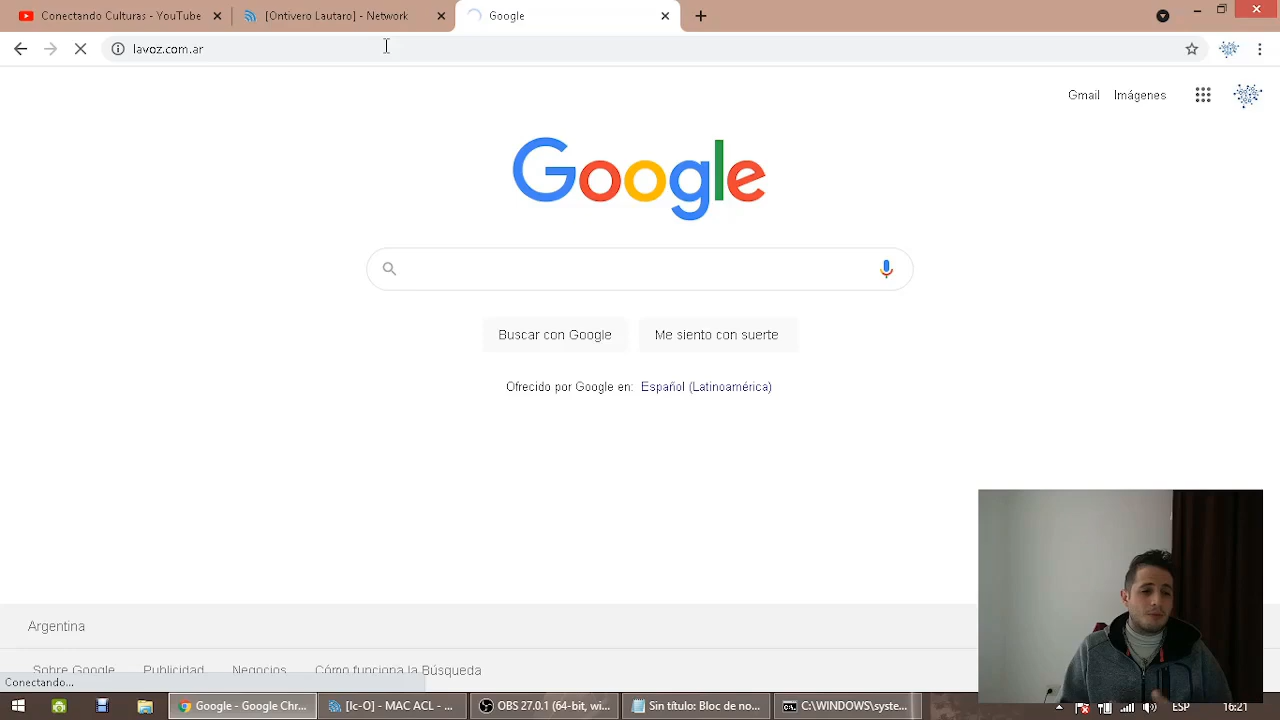 Conectando Culturas - YouTube
[Ontivero Lautaro] - Network
Google
lavoz.com.ar
Gmail
Imágenes
Google
Buscar con Google
Me siento con suerte
Ofrecido por Google en: Español (Latinoamérica)
Argentina
Sobre Google
Publicidad
Negocios
Cómo funciona la Búsqueda
Conectando...
Google - Google Chr...
[Ic-O] - MAC ACL - ...
OBS 27.0.1 (64-bit, wi...
Sin título: Bloc de no...
C:\WINDOWS\syste...
ESP
16:21